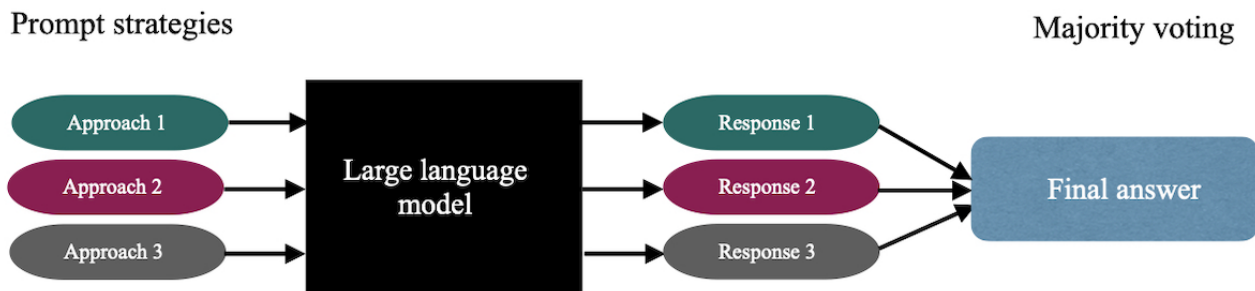 Prompt strategies
Majority voting
Approach 1
Response 1
Approach 2
Large language
model
Response 2
Final answer
Approach 3
Response 3